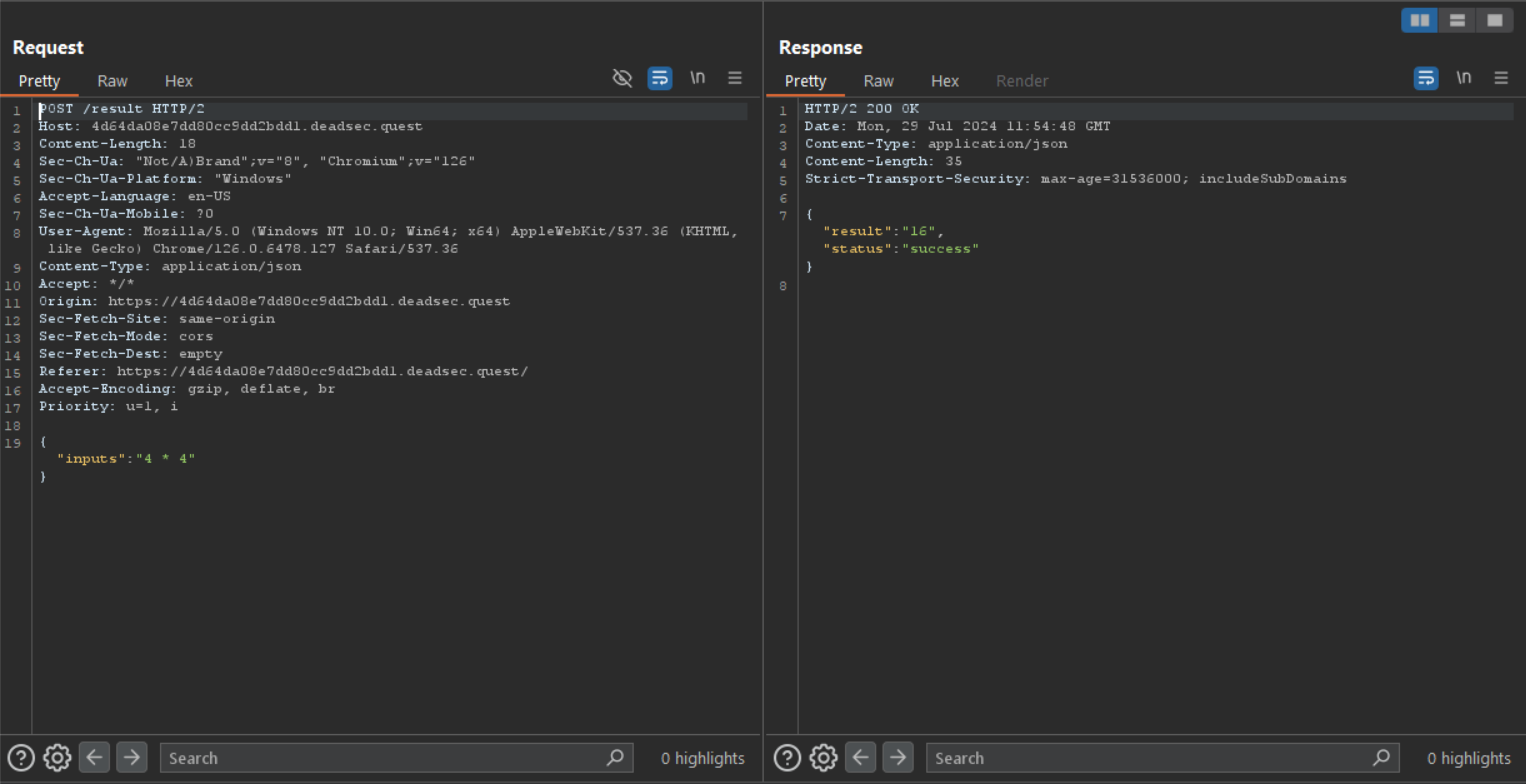 Request
Pretty Raw Hex
\n
1 POST /result HTTP/2
2 Host: 4d64da08e7dd80cc9dd2bdd1.deadsec.quest
3 Content-Length: 18
4 Sec-Ch-Ua: "Not/A)Brand";v="8", "Chromium";v="126"
5 Sec-Ch-Ua-Platform: "Windows"
6 Accept-Language: en-US
7 Sec-Ch-Ua-Mobile: ?0
8 User-Agent: Mozilla/5.0 (Windows NT 10.0; Win64; x64) AppleWebKit/537.36 (KHTML,
like Gecko) Chrome/126.0.6478.127 Safari/537.36
9 Content-Type: application/json
10 Accept: */*
11 Origin: https://4d64da08e7dd80cc9dd2bdd1.deadsec.quest
12 Sec-Fetch-Site: same-origin
13 Sec-Fetch-Mode: cors
14 Sec-Fetch-Dest: empty
15 Referer: https://4d64da08e7dd80cc9dd2bdd1.deadsec.quest/
16 Accept-Encoding: gzip, deflate, br
17 Priority: u=1, i
18
19 {
"inputs":"4 * 4"
}
Search
0 highlights
Response
Pretty Raw Hex Render
\n
1 HTTP/2 200 OK
2 Date: Mon, 29 Jul 2024 11:54:48 GMT
3 Content-Type: application/json
4 Content-Length: 35
5 Strict-Transport-Security: max-age=31536000; includeSubDomains
6
7 {
"result":"16",
"status":"success"
}
8
Search
0 highlights